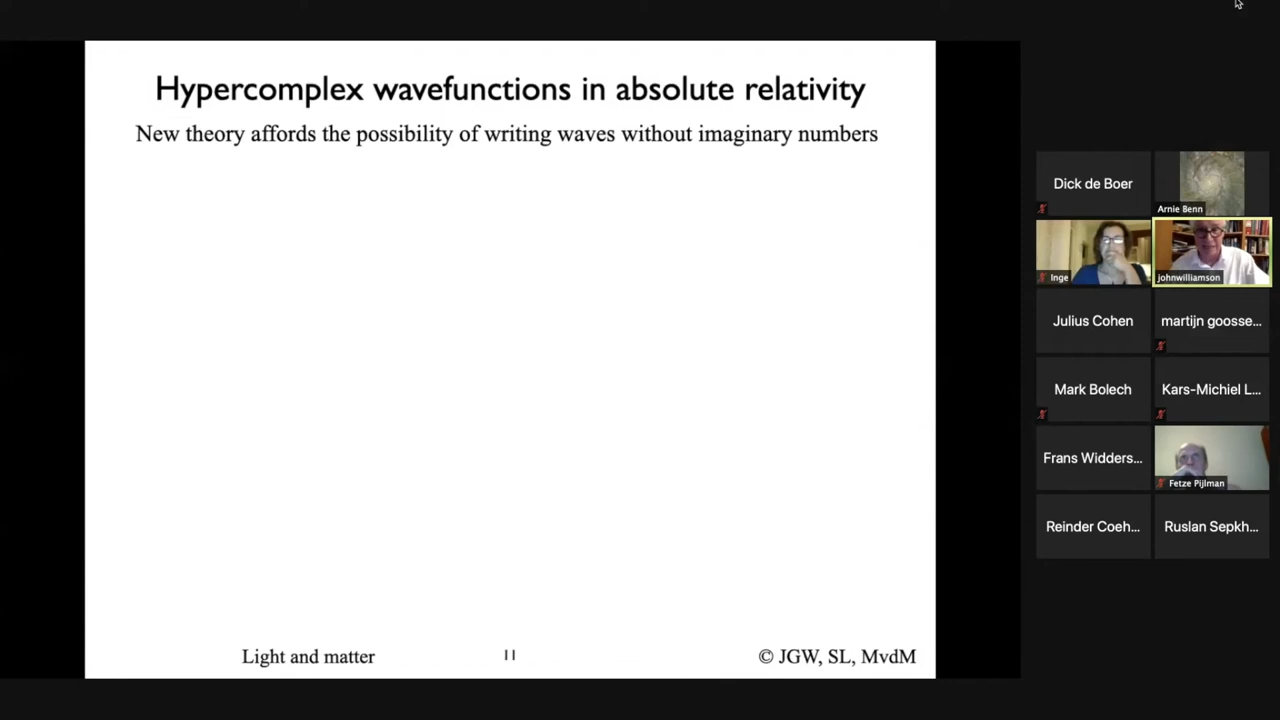 Hypercomplex wavefunctions in absolute relativity
New theory affords the possibility of writing waves without imaginary numbers
Light and matter
11
© JGW, SL, MvdM
Dick de Boer
Arnie Benn
Inge
johnwilliamson
Julius Cohen
martijn goosse...
Mark Bolech
Kars-Michiel L...
Frans Widders...
Fetze Pijlman
Reinder Coeh...
Ruslan Sepkh...